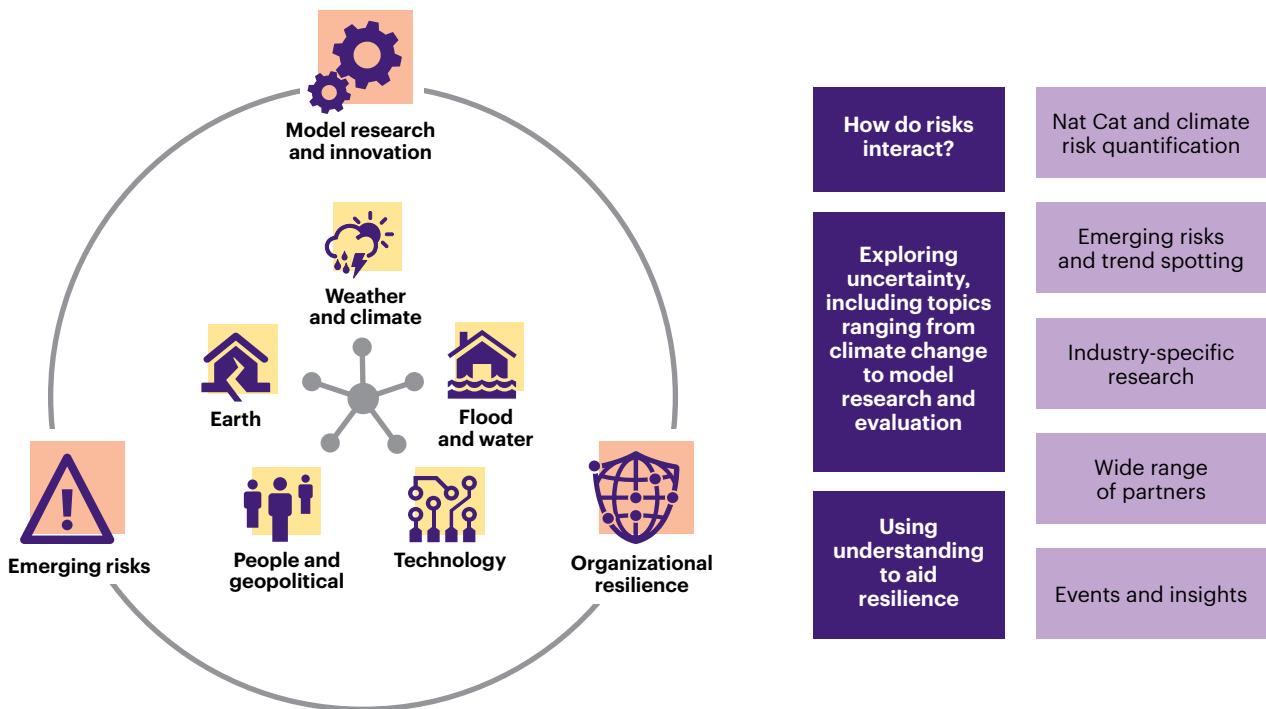 Model research
and innovation
Weather
and climate
Earth
Flood
and water
People and
geopolitical
Technology
Emerging risks
Organizational
resilience
How do risks
interact?
Exploring
uncertainty,
including topics
ranging from
climate change
to model
research and
evaluation
Using
understanding
to aid
resilience
Nat Cat and climate
risk quantification
Emerging risks
and trend spotting
Industry-specific
research
Wide range
of partners
Events and insights